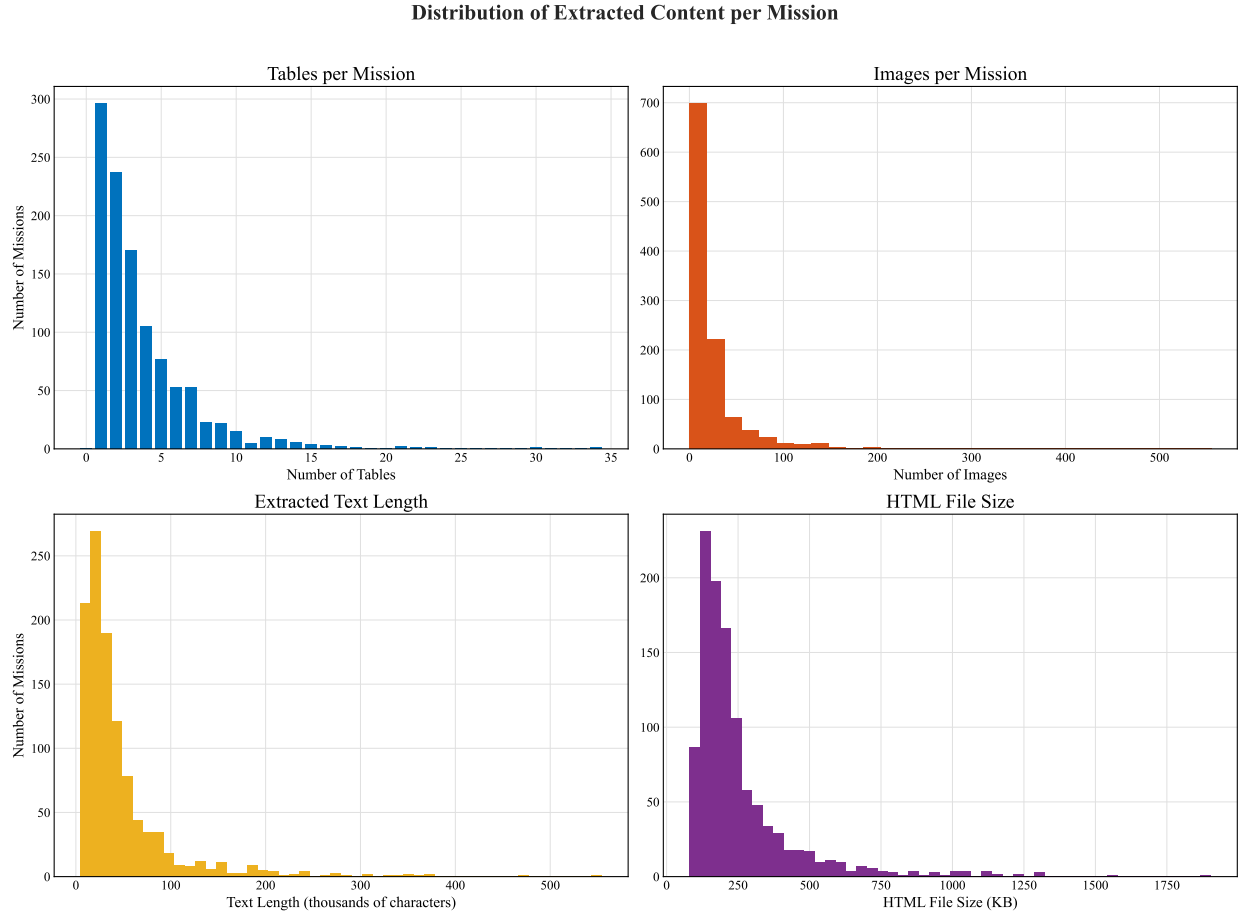 Distribution of Extracted Content per Mission
Tables per Mission
Number of Missions
300
250
200
150
100
50
0
0 5 10 15 20 25 30 35
Number of Tables
Images per Mission
700
600
500
400
300
200
100
0
0 100 200 300 400 500
Number of Images
Extracted Text Length
Number of Missions
250
200
150
100
50
0
0 100 200 300 400 500
Text Length (thousands of characters)
HTML File Size
200
150
100
50
0
0 250 500 750 1000 1250 1500 1750
HTML File Size (KB)